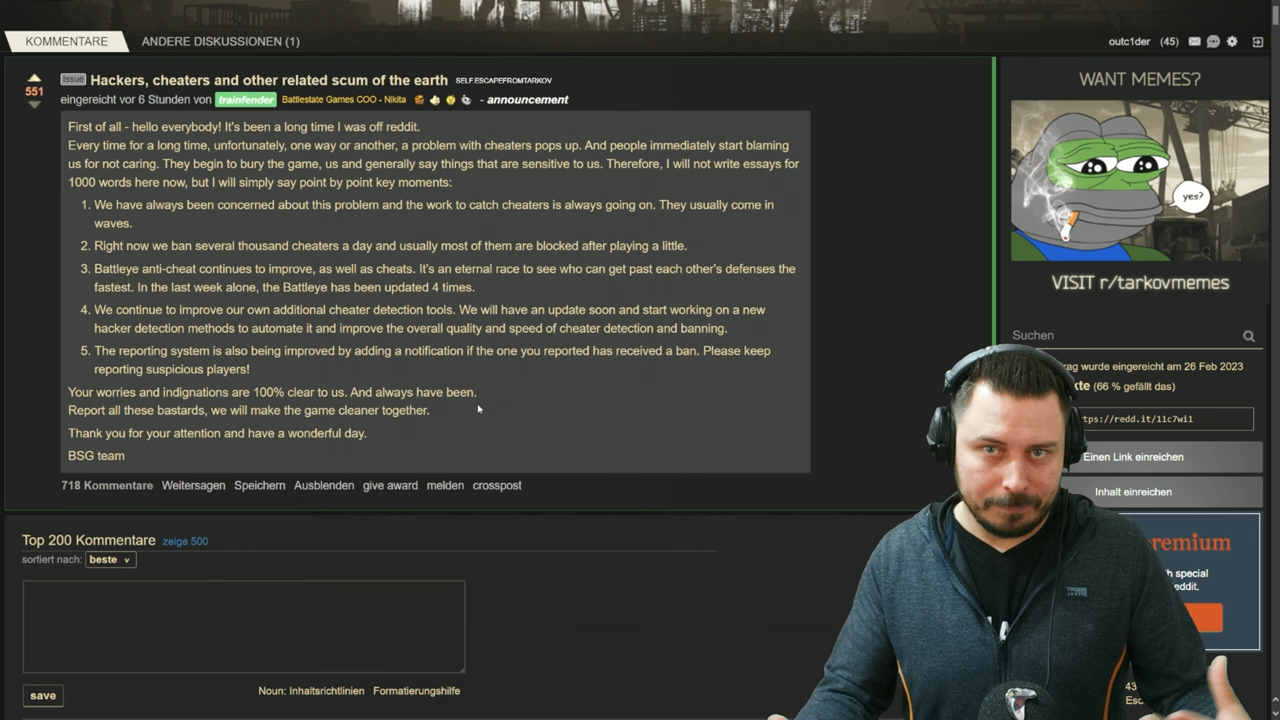 KOMMENTARE
ANDERE DISKUSSIONEN (1)
outc1der (45)
551
Issue Hackers, cheaters and other related scum of the earth SELF.ESCAPEFROMTARKOV
eingereicht vor 6 Stunden von trainfender Battlestate Games COO - Nikita - announcement
First of all - hello everybody! It's been a long time I was off reddit.
Every time for a long time, unfortunately, one way or another, a problem with cheaters pops up. And people immediately start blaming
us for not caring. They begin to bury the game, us and generally say things that are sensitive to us. Therefore, I will not write essays for
1000 words here now, but I will simply say point by point key moments:
1. We have always been concerned about this problem and the work to catch cheaters is always going on. They usually come in
waves.
2. Right now we ban several thousand cheaters a day and usually most of them are blocked after playing a little.
3. Battleye anti-cheat continues to improve, as well as cheats. It's an eternal race to see who can get past each other's defenses the
fastest. In the last week alone, the Battleye has been updated 4 times.
4. We continue to improve our own additional cheater detection tools. We will have an update soon and start working on a new
hacker detection methods to automate it and improve the overall quality and speed of cheater detection and banning.
5. The reporting system is also being improved by adding a notification if the one you reported has received a ban. Please keep
reporting suspicious players!
Your worries and indignations are 100% clear to us. And always have been.
Report all these bastards, we will make the game cleaner together.
Thank you for your attention and have a wonderful day.
BSG team
718 Kommentare Weitersagen Speichern Ausblenden give award melden crosspost
Top 200 Kommentare zeige 500
sortiert nach: beste
save
Noun: Inhaltsrichtlinien Formatierungshilfe
WANT MEMES?
yes?
VISIT r/tarkovmemes
Suchen
rag wurde eingereicht am 26 Feb 2023
kte (66 % gefällt das)
ttps://redd.it/11c7wi1
Einen Link einreichen
Inhalt einreichen
remium
h special
eddit.
43
Esc